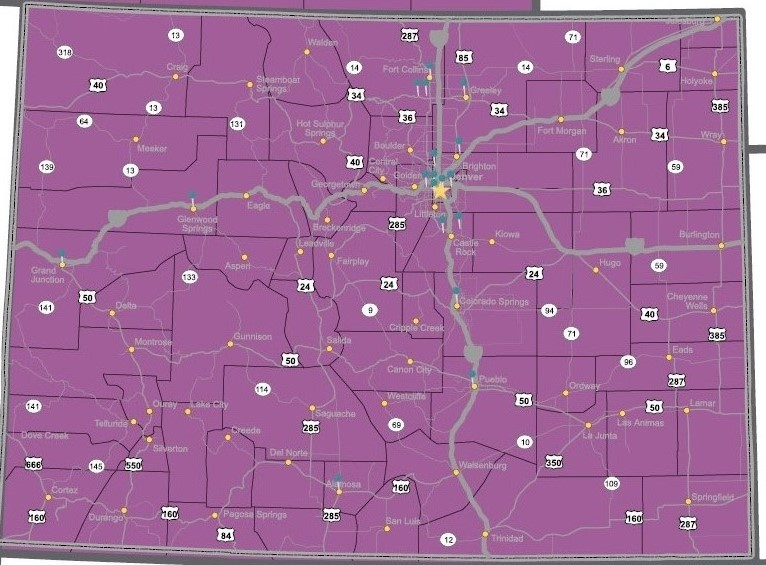 Julesburg
13
Walden
287
71
318
85
Sterling
Craig
14
Fort Collins
14
6
40
Steamboat
Springs
Holyoke
34
Greeley
13
34
385
64
131
Hot Sulphur
Springs
36
Fort Morgan
Akron
34
Wray
Meeker
Baulder
139
13
40
Central
City
Brighton
71
59
Georgetown
Golden
Denver
36
Eagle
Littleton
Glenwood
Springs
Breckenridge
285
Kiowa
Burlington
Leadville
Castle
Rock
Grand
Junction
Aspen
Fairplay
Hugo
59
133
24
24
50
Cheyenne
Wells
141
Delta
9
Colorado Springs
94
40
Cripple Creek
71
385
Montrose
Gunnison
Salida
50
Canon City
96
Eads
Pueblo
287
114
Ordway
141
Ouray
Lake City
Westcliffe
50
50
Lamar
Saguache
Las Animas
Telluride
285
69
La Junta
Dove Creek
Creede
10
Silverton
Del Norte
666
145
550
350
Walsenburg
Alamosa
160
109
Cortez
Springfield
160
Durango
160
Pagosa Springs
285
San Luis
160
287
84
12
Trinidad